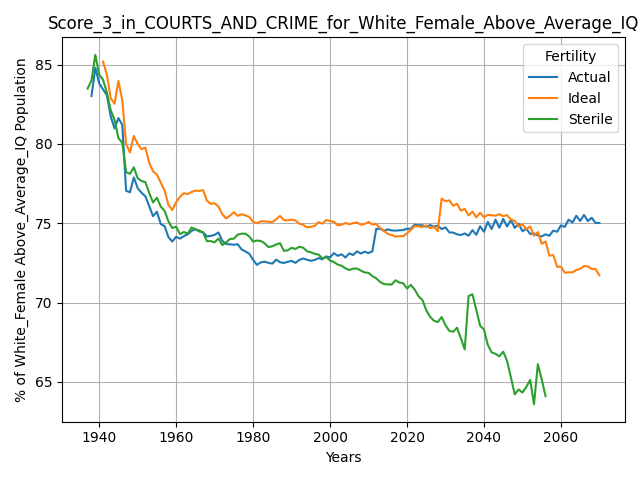 Score_3_in_COURTS_AND_CRIME_for_White_Female_Above_Average_IQ
% of White_Female Above_Average_IQ Population
85
80
75
70
65
Fertility
Actual
Ideal
Sterile
1940 1960 1980 2000 2020 2040 2060
Years